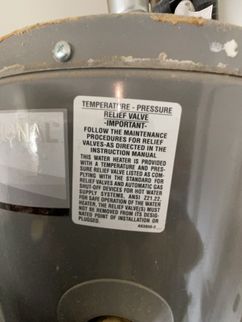 TEMPERATURE - PRESSURE
RELIEF VALVE
-IMPORTANT-
FOLLOW THE MAINTENANCE
PROCEDURES FOR RELIEF
VALVES-AS DIRECTED IN THE
INSTRUCTION MANUAL
THIS WATER HEATER IS PROVIDED
WITH A TEMPERATURE AND PRES-
SURE RELIEF VALVE LISTED AS COM-
PLYING WITH THE STANDARD FOR
RELIEF VALVES AND AUTOMATIC GAS
SHUT-OFF DEVICES FOR HOT WATER
SUPPLY SYSTEMS, ANSI Z21.22.
FOR SAFE OPERATION OF THE WATER
HEATER, THE RELIEF VALVE(S) MUST
NOT BE REMOVED FROM ITS DESIG-
NATED POINT OF INSTALLATION OR
PLUGGED.
ONAL